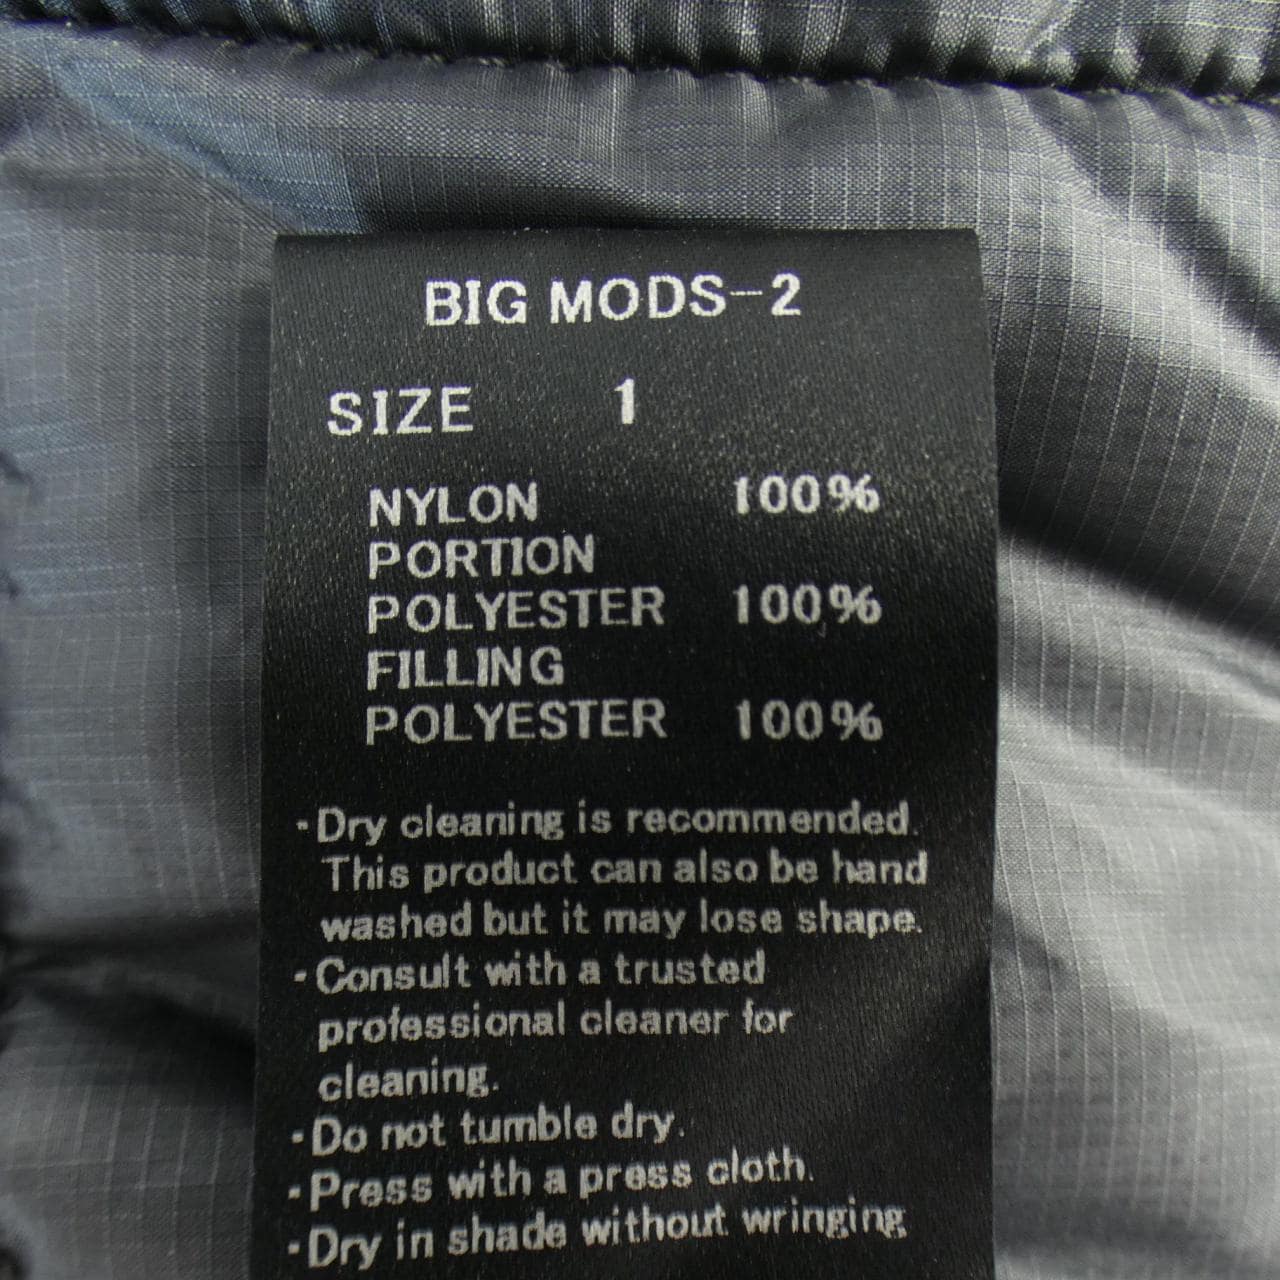 BIG MODS-2
SIZE 1
NYLON 100%
PORTION
POLYESTER 100%
FILLING
POLYESTER 100%
・Dry cleaning is recommended.
This product can also be hand
washed but it may lose shape.
・Consult with a trusted
professional cleaner for
cleaning.
・Do not tumble dry.
・Press with a press cloth.
・Dry in shade without wringing